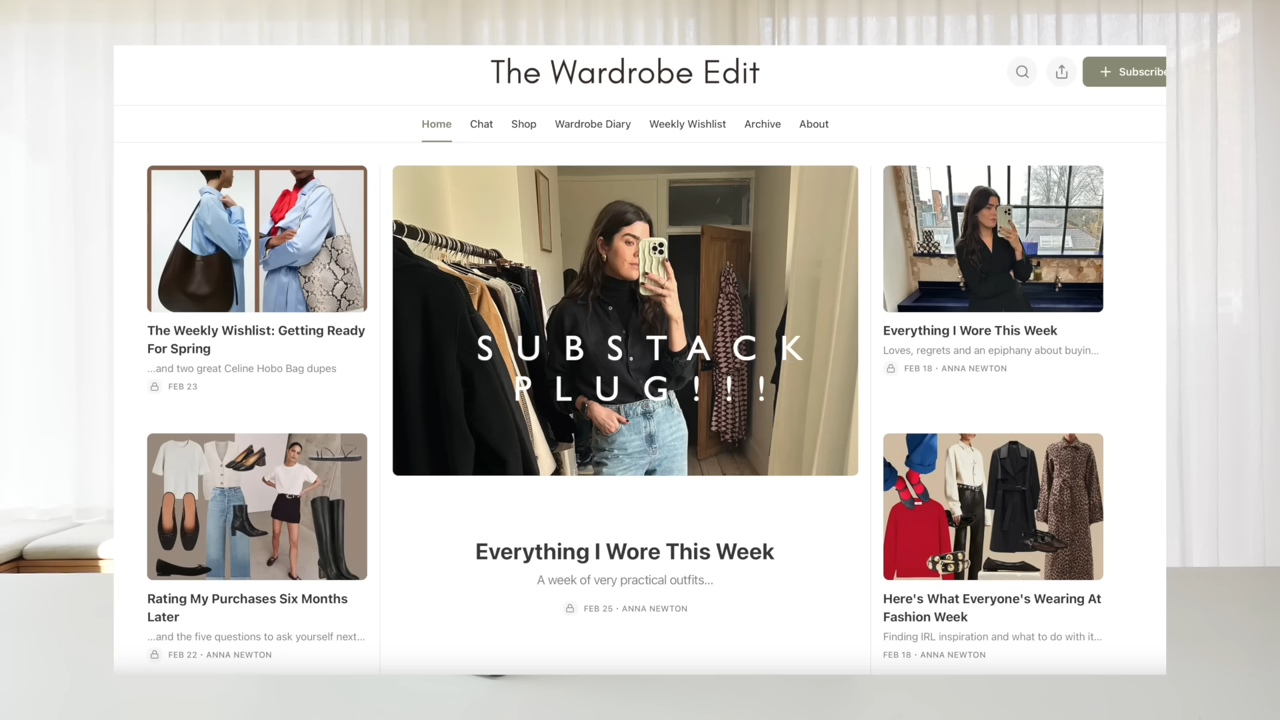 The Wardrobe Edit
Subscribe
Home Chat Shop Wardrobe Diary Weekly Wishlist Archive About
The Weekly Wishlist: Getting Ready
For Spring
...and two great Celine Hobo Bag dupes
FEB 23
Rating My Purchases Six Months
Later
...and the five questions to ask yourself next...
FEB 22 · ANNA NEWTON
SUBSTACK
PLUG!!!
Everything I Wore This Week
A week of very practical outfits...
FEB 25 · ANNA NEWTON
Everything I Wore This Week
Loves, regrets and an epiphany about buyin...
FEB 18 · ANNA NEWTON
Here's What Everyone's Wearing At
Fashion Week
Finding IRL inspiration and what to do with it...
FEB 18 · ANNA NEWTON